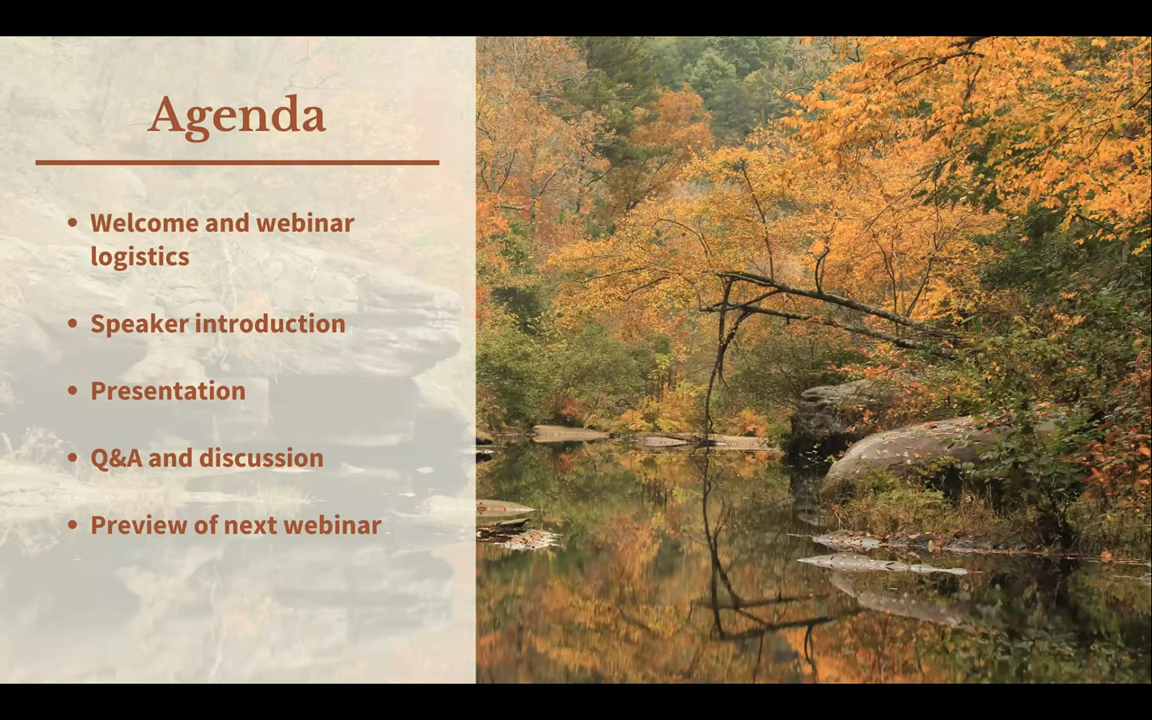 Agenda
• Welcome and webinar
logistics
• Speaker introduction
• Presentation
• Q&A and discussion
• Preview of next webinar